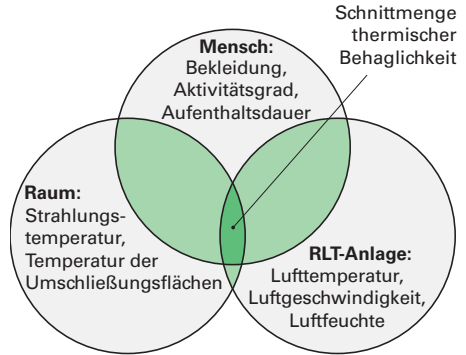 Schnittmenge
thermischer
Behaglichkeit
Mensch:
Bekleidung,
Aktivitätsgrad,
Aufenthaltsdauer
Raum:
Strahlungs-
temperatur,
Temperatur der
Umschließungsflächen
RLT-Anlage:
Lufttemperatur,
Luftgeschwindigkeit,
Luftfeuchte